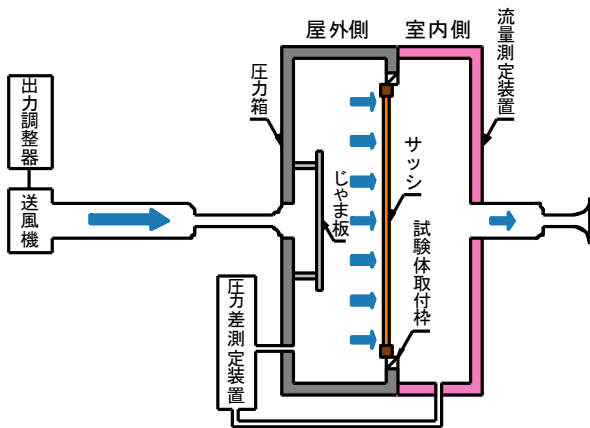 屋外側
室内側
流量測定装置
圧力箱
出力調整器
送風機
じゃま板
サッシ
試験体取付枠
圧力差測定装置